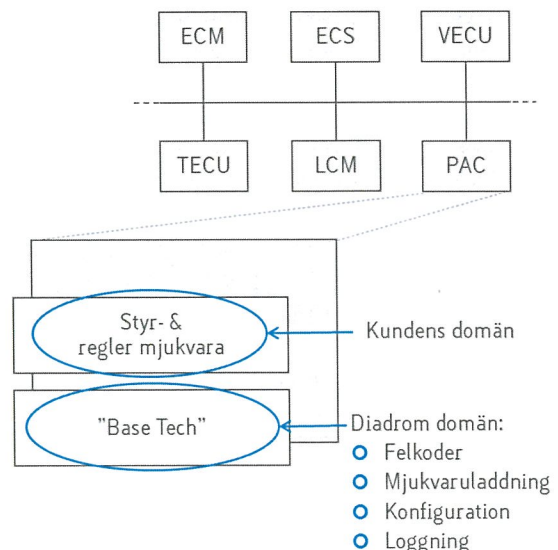 ECM ECS VECU
TECU LCM PAC
Styr- &
regler mjukvara
Kundens domän
"Base Tech"
Diadrom domän:
Felkoder
Mjukvaruladdning
Konfiguration
Loggning